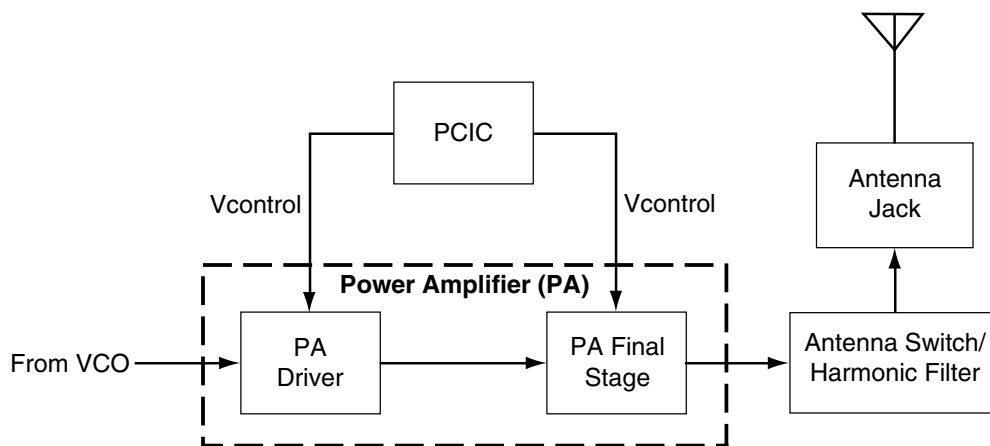 PCIC
Antenna
Jack
Vcontrol
Vcontrol
Power Amplifier (PA)
From VCO
PA
Driver
PA Final
Stage
Antenna Switch/
Harmonic Filter